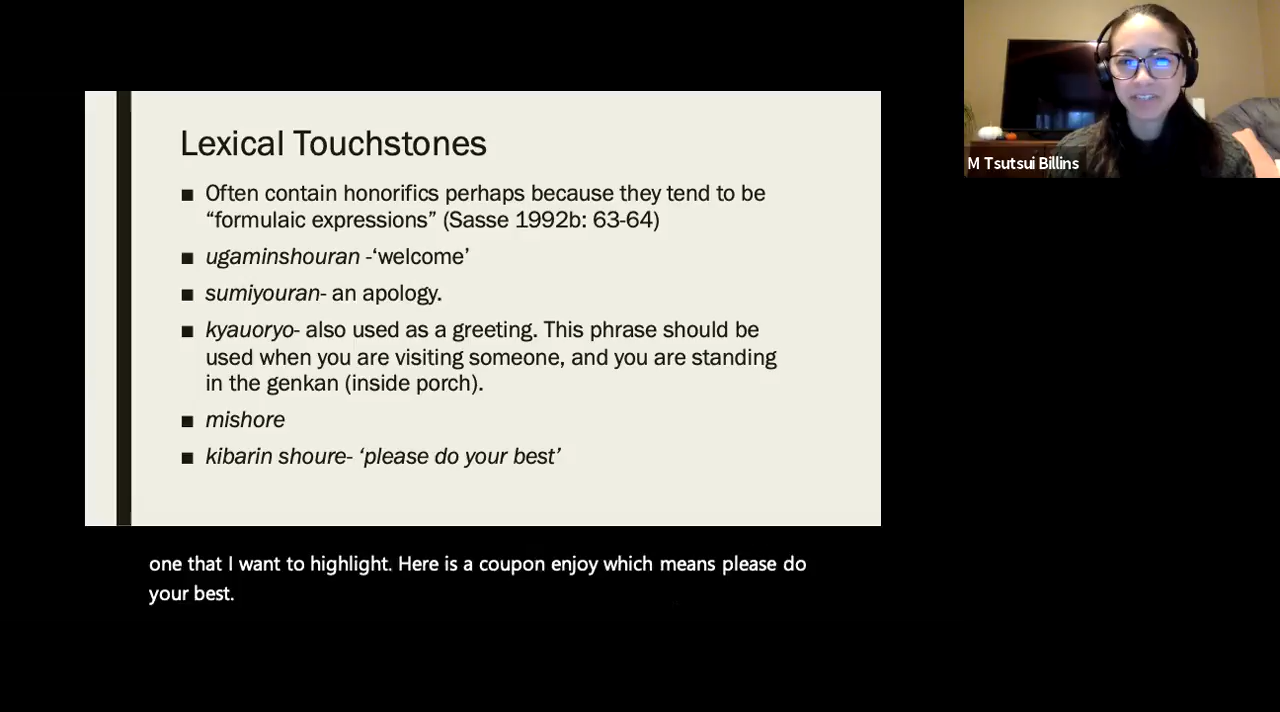 Lexical Touchstones
■ Often contain honorifics perhaps because they tend to be
“formulaic expressions” (Sasse 1992b: 63-64)
■ ugaminshouran -‘welcome’
■ sumiyouran- an apology.
■ kyauoryo- also used as a greeting. This phrase should be
used when you are visiting someone, and you are standing
in the genkan (inside porch).
■ mishore
■ kibarin shoure- ‘please do your best’
M Tsutsui Billins
one that I want to highlight. Here is a coupon enjoy which means please do
your best.